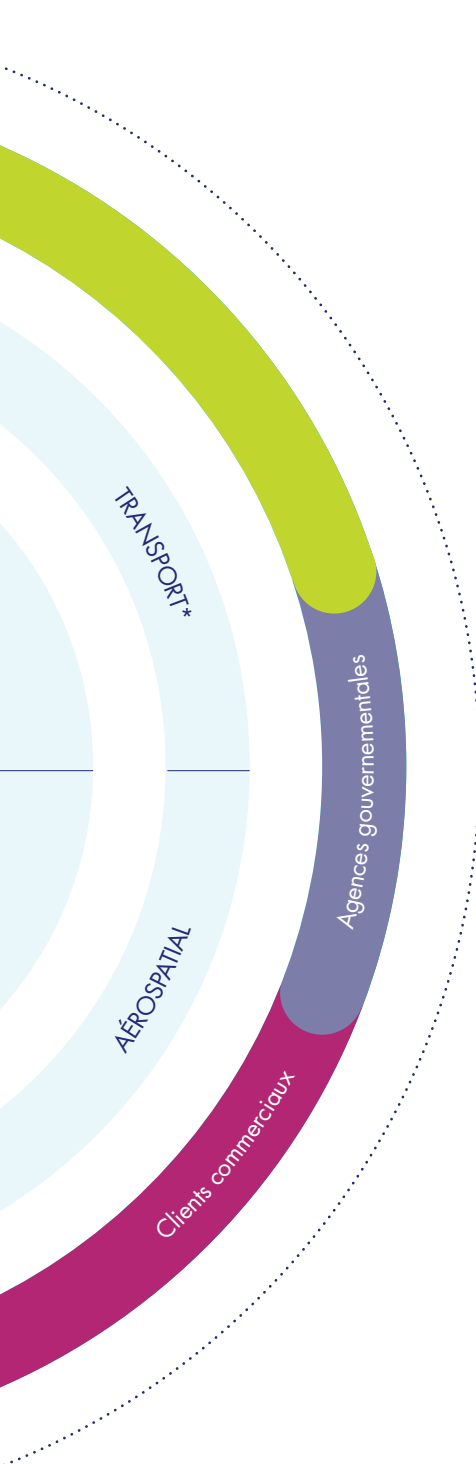 TRANSPORT*
Agences gouvernementales
AÉROSPATIAL
Clients commerciaux